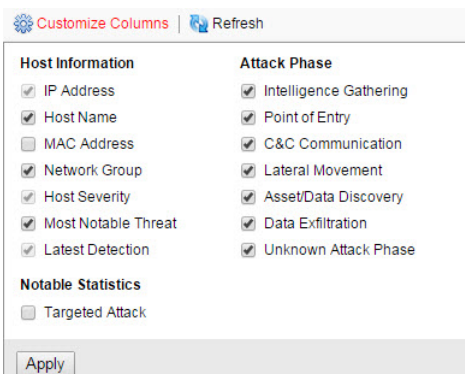 Customize Columns | Refresh
Host Information
IP Address
Host Name
MAC Address
Network Group
Host Severity
Most Notable Threat
Latest Detection
Notable Statistics
Targeted Attack
Attack Phase
Intelligence Gathering
Point of Entry
C&C Communication
Lateral Movement
Asset/Data Discovery
Data Exfiltration
Unknown Attack Phase
Apply